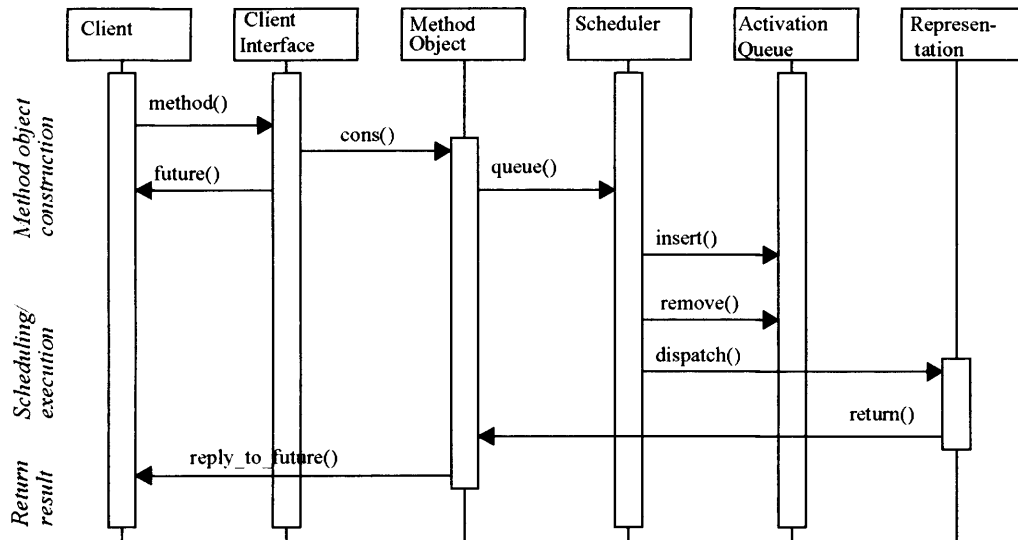 Client
Client
Interface
Method
Object
Scheduler
Activation
Queue
Represen-
tation
Method object
construction
method()
cons()
future()
queue()
insert()
Scheduling/
execution
remove()
dispatch()
return()
Return
result
reply_to_future()